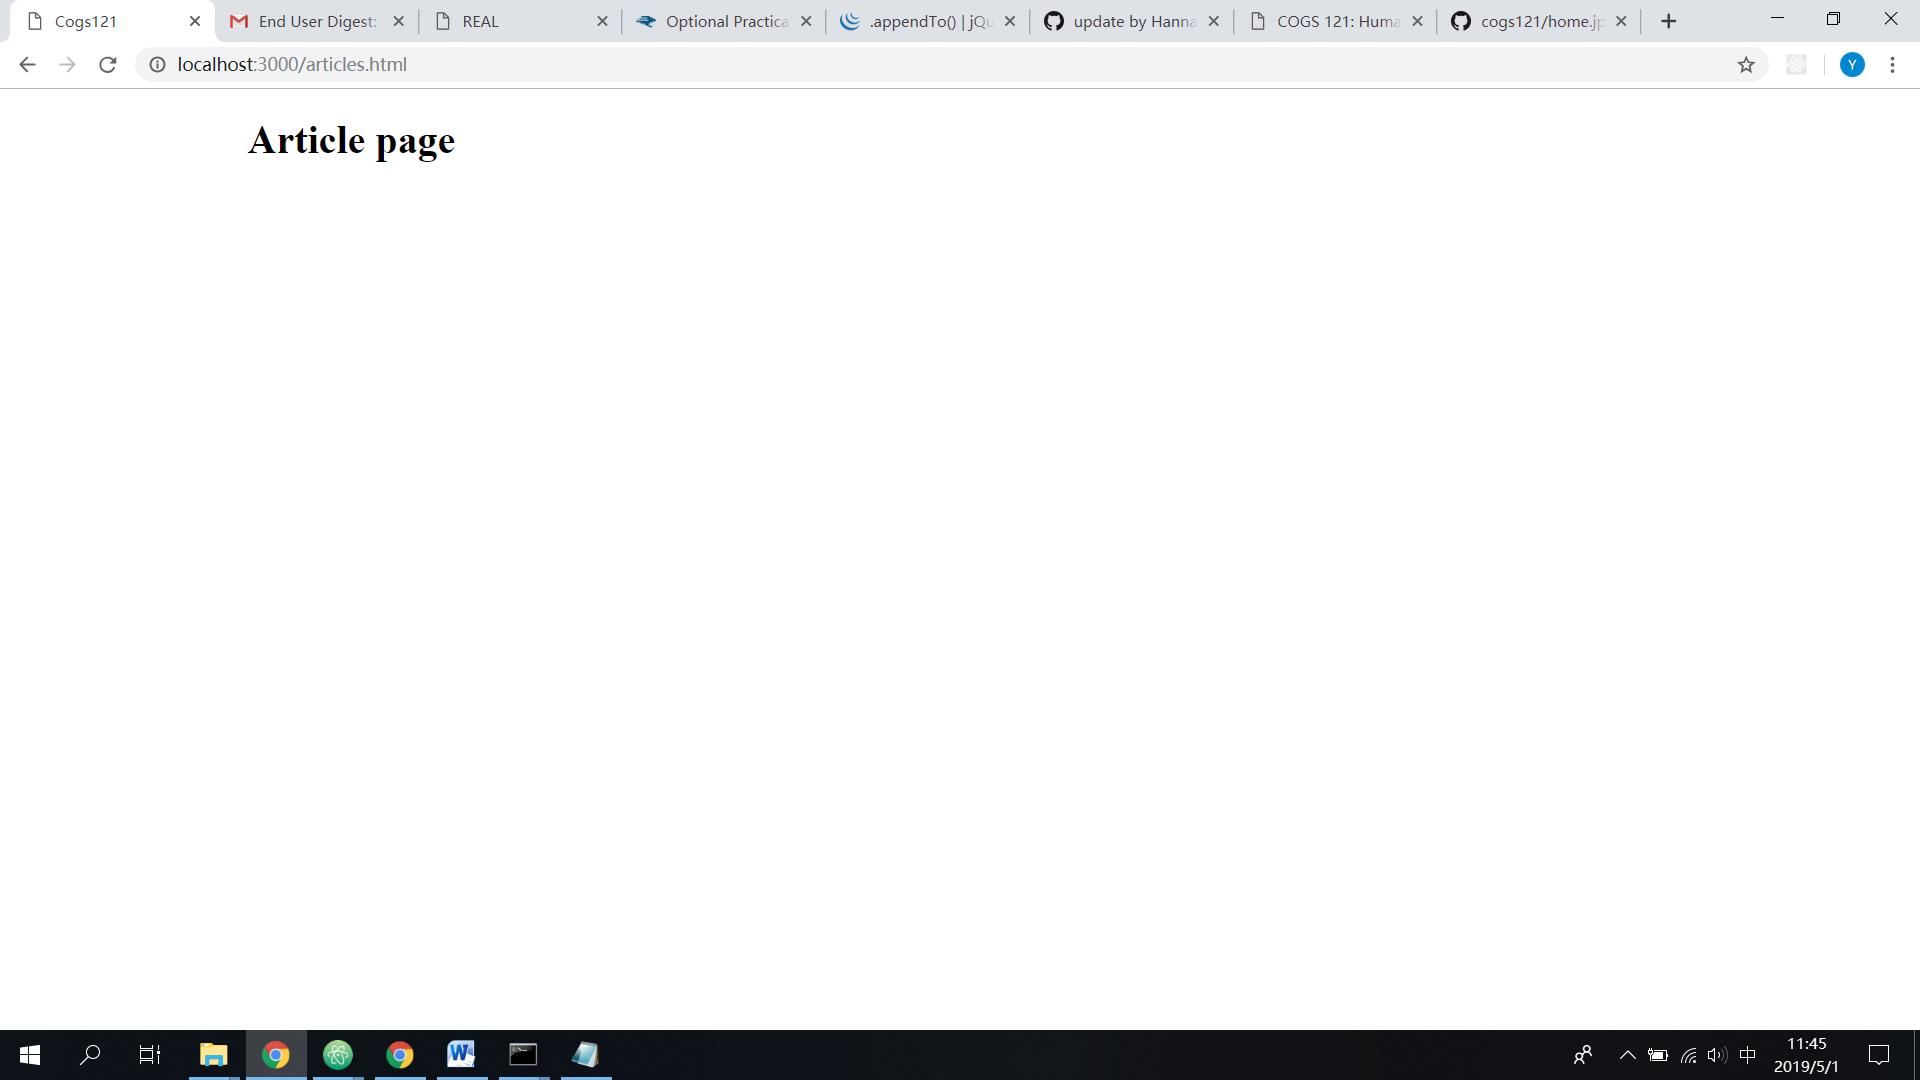 Cogs121
End User Digest:
REAL
Optional Practica
.appendTo() | jQu
update by Hanna
COGS 121: Huma
cogs121/home.jp
localhost:3000/articles.html
Y
Article page
中
11:45
2019/5/1